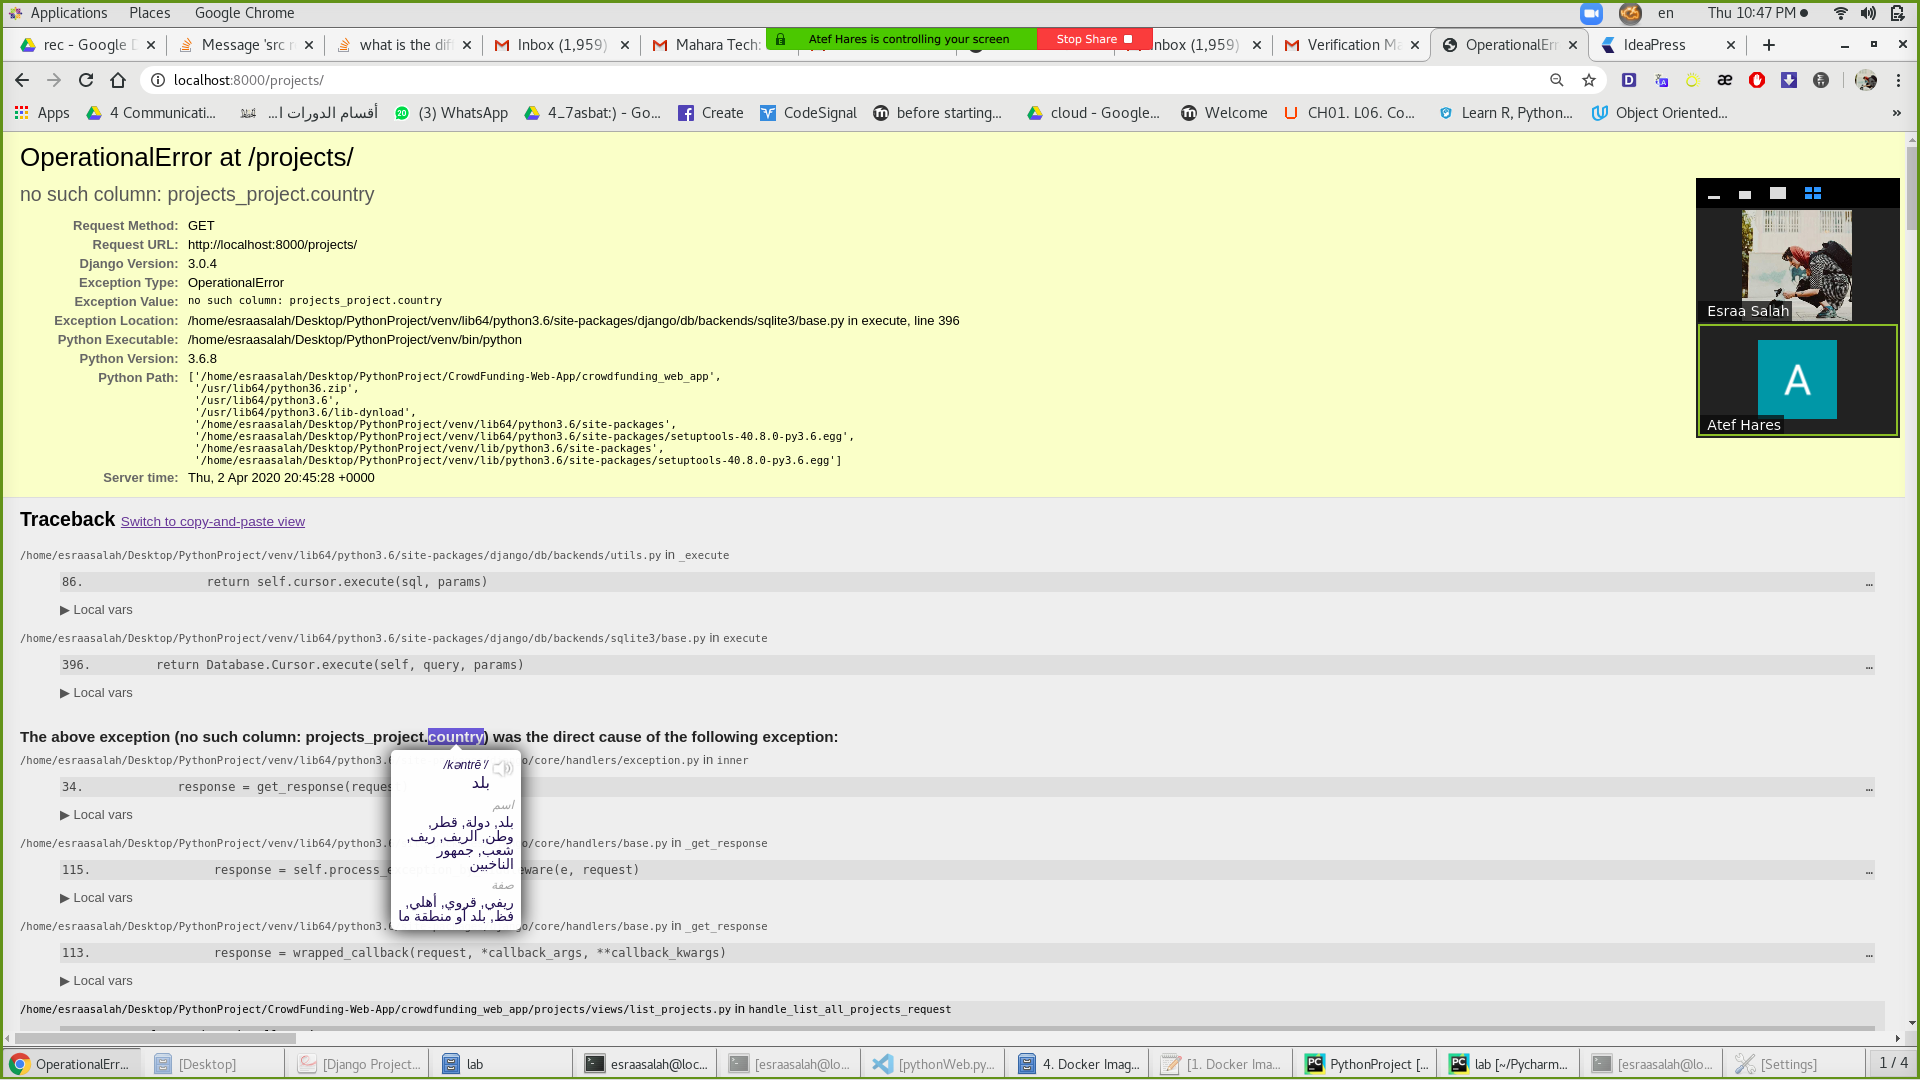 Applications Places Google Chrome en Thu 10:47 PM
rec - Google D Message 'src r what is the dif Inbox (1,959) Mahara Tech: Inbox (1,959) Verification Ma OperationalErr IdeaPress
Atef Hares is controlling your screen Stop Share
localhost:8000/projects/
Apps 4 Communicati... أقسام الدورات ا... (3) WhatsApp 4_7asbat:) - Go... Create CodeSignal before starting... cloud - Google... Welcome CH01. L06. Co... Learn R, Python... Object Oriented... »
OperationalError at /projects/
no such column: projects_project.country
Request Method: GET
Request URL: http://localhost:8000/projects/
Django Version: 3.0.4
Exception Type: OperationalError
Exception Value: no such column: projects_project.country
Exception Location: /home/esraasalah/Desktop/PythonProject/venv/lib64/python3.6/site-packages/django/db/backends/sqlite3/base.py in execute, line 396
Python Executable: /home/esraasalah/Desktop/PythonProject/venv/bin/python
Python Version: 3.6.8
Python Path: ['/home/esraasalah/Desktop/PythonProject/CrowdFunding-Web-App/crowdfunding_web_app',
'/usr/lib64/python36.zip',
'/usr/lib64/python3.6',
'/usr/lib64/python3.6/lib-dynload',
'/home/esraasalah/Desktop/PythonProject/venv/lib64/python3.6/site-packages',
'/home/esraasalah/Desktop/PythonProject/venv/lib64/python3.6/site-packages/setuptools-40.8.0-py3.6.egg',
'/home/esraasalah/Desktop/PythonProject/venv/lib/python3.6/site-packages',
'/home/esraasalah/Desktop/PythonProject/venv/lib/python3.6/site-packages/setuptools-40.8.0-py3.6.egg']
Server time: Thu, 2 Apr 2020 20:45:28 +0000
Esraa Salah
A
Atef Hares
Traceback Switch to copy-and-paste view
/home/esraasalah/Desktop/PythonProject/venv/lib64/python3.6/site-packages/django/db/backends/utils.py in _execute
86. return self.cursor.execute(sql, params) …
▶ Local vars
/home/esraasalah/Desktop/PythonProject/venv/lib64/python3.6/site-packages/django/db/backends/sqlite3/base.py in execute
396. return Database.Cursor.execute(self, query, params) …
▶ Local vars
The above exception (no such column: projects_project.country) was the direct cause of the following exception:
/home/esraasalah/Desktop/PythonProject/venv/lib64/python3.6 o/core/handlers/exception.py in inner
34. response = get_response(reques …
▶ Local vars
/home/esraasalah/Desktop/PythonProject/venv/lib64/python3.6 o/core/handlers/base.py in _get_response
115. response = self.process_ ware(e, request) …
▶ Local vars
/home/esraasalah/Desktop/PythonProject/venv/lib64/python3.6 o/core/handlers/base.py in _get_response
113. response = wrapped_callback(request, *callback_args, **callback_kwargs) …
▶ Local vars
/home/esraasalah/Desktop/PythonProject/CrowdFunding-Web-App/crowdfunding_web_app/projects/views/list_projects.py in handle_list_all_projects_request
/ˈkəntrē/
بلد
اسم
بلد, دولة, قطر,
وطن, الريف, ريف,
شعب, جمهور
الناخبين
صفة
ريفي, قروي, أهلي,
فظ, بلد أو منطقة ما
OperationalErr... [Desktop] [Django Project... lab esraasalah@loc... [esraasalah@lo... [pythonWeb.py... 4. Docker Imag... [1. Docker Ima... PythonProject [... lab [~/Pycharm... [esraasalah@lo... [Settings] 1 / 4